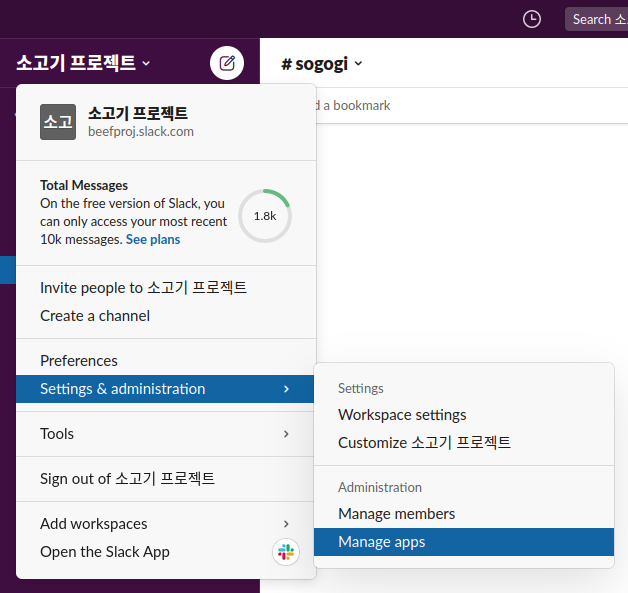 Search 소
소고기 프로젝트
# sogogi
d a bookmark
소고
소고기 프로젝트
beefproj.slack.com
Total Messages
On the free version of Slack, you
can only access your most recent
10k messages. See plans
1.8k
Invite people to 소고기 프로젝트
Create a channel
Preferences
Settings & administration
Tools
Sign out of 소고기 프로젝트
Add workspaces
Open the Slack App
Settings
Workspace settings
Customize 소고기 프로젝트
Administration
Manage members
Manage apps